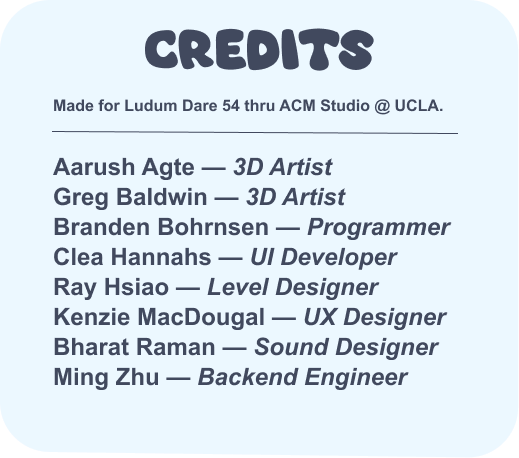 CREDITS
Made for Ludum Dare 54 thru ACM Studio @ UCLA.
Aarush Agte — 3D Artist
Greg Baldwin — 3D Artist
Branden Bohrnsen — Programmer
Clea Hannahs — UI Developer
Ray Hsiao — Level Designer
Kenzie MacDougal — UX Designer
Bharat Raman — Sound Designer
Ming Zhu — Backend Engineer